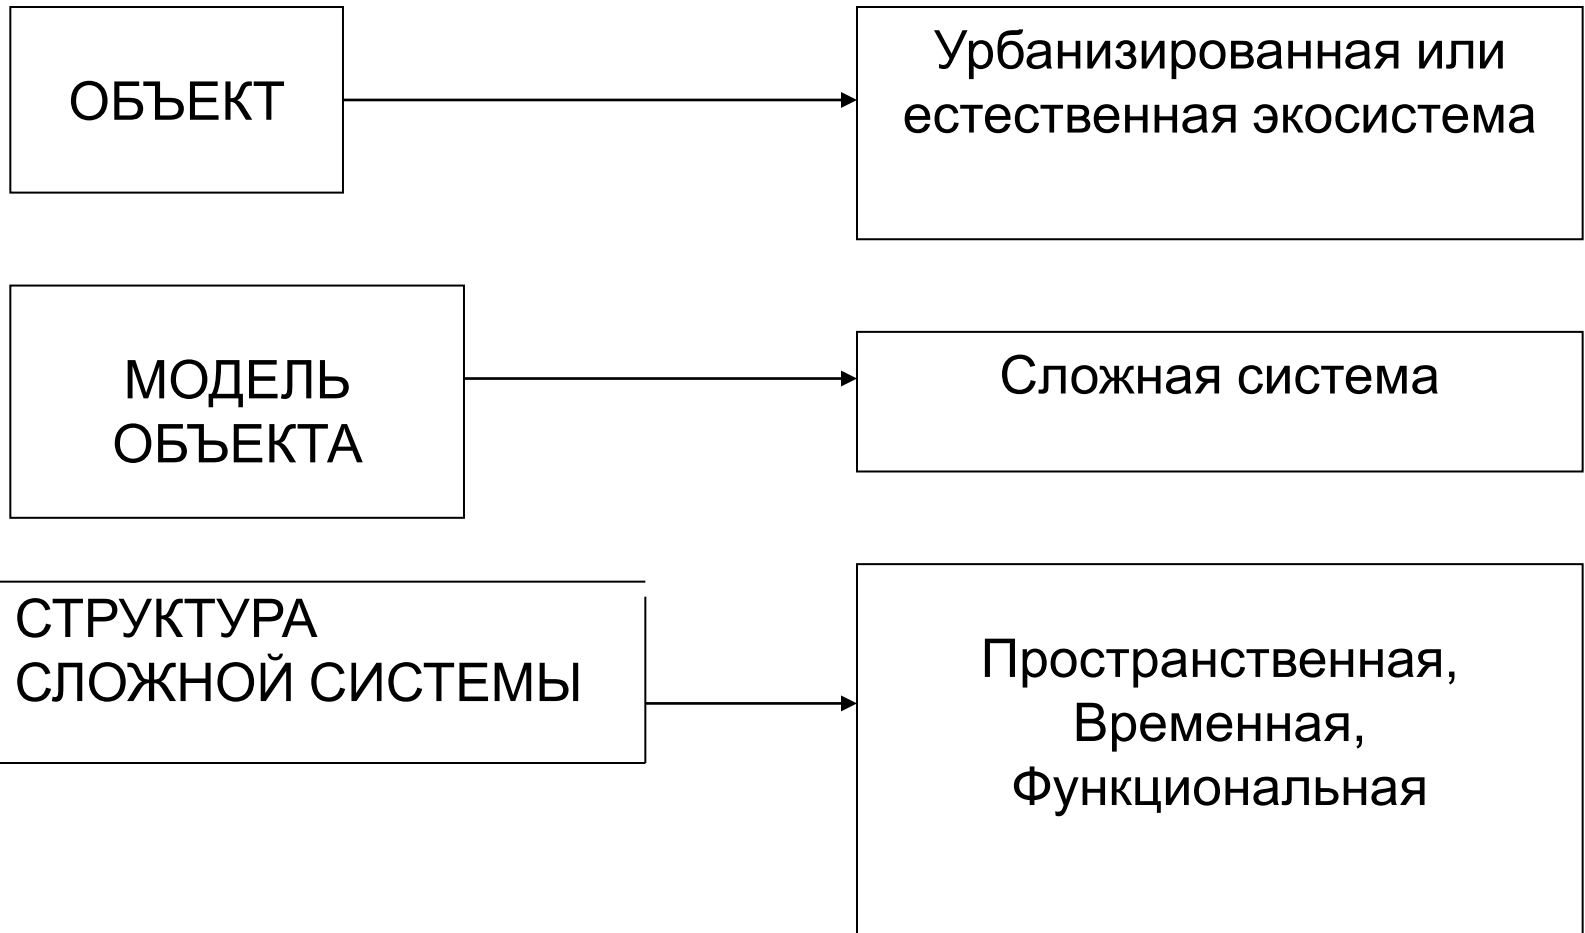 ОБЪЕКТ
Урбанизированная или
естественная экосистема
МОДЕЛЬ
ОБЪЕКТА
Сложная система
СТРУКТУРА
СЛОЖНОЙ СИСТЕМЫ
Пространственная,
Временная,
Функциональная